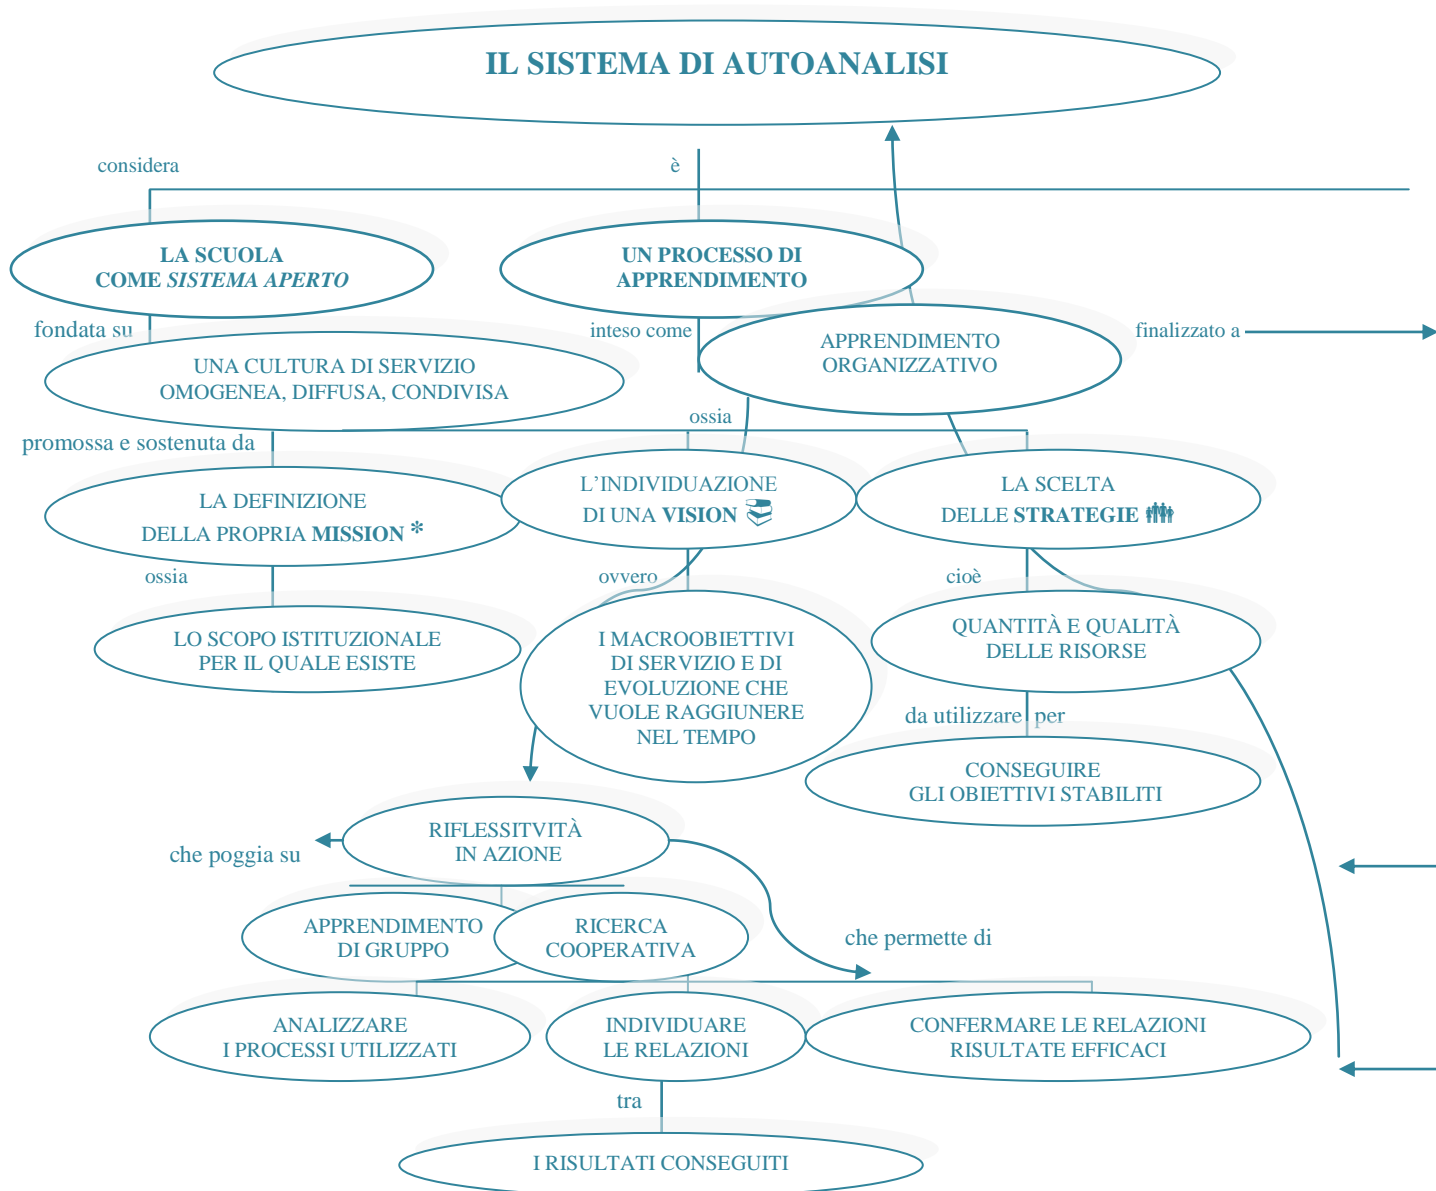 IL SISTEMA DI AUTOANALISI
considera
è
LA SCUOLA
COME SISTEMA APERTO
UN PROCESSO DI
APPRENDIMENTO
fondata su
inteso come
APPRENDIMENTO
ORGANIZZATIVO
finalizzato a
UNA CULTURA DI SERVIZIO
OMOGENEA, DIFFUSA, CONDIVISA
ossia
promossa e sostenuta da
LA DEFINIZIONE
DELLA PROPRIA MISSION *
L'INDIVIDUAZIONE
DI UNA VISION
LA SCELTA
DELLE STRATEGIE
ossia
ovvero
cioè
LO SCOPO ISTITUZIONALE
PER IL QUALE ESISTE
I MACROOBIETTIVI
DI SERVIZIO E DI
EVOLUZIONE CHE
VUOLE RAGGIUNERE
NEL TEMPO
QUANTITÀ E QUALITÀ
DELLE RISORSE
da utilizzare per
CONSEGUIRE
GLI OBIETTIVI STABILITI
RIFLESSITVITÀ
IN AZIONE
che poggia su
APPRENDIMENTO
DI GRUPPO
RICERCA
COOPERATIVA
che permette di
ANALIZZARE
I PROCESSI UTILIZZATI
INDIVIDUARE
LE RELAZIONI
CONFERMARE LE RELAZIONI
RISULTATE EFFICACI
tra
I RISULTATI CONSEGUITI